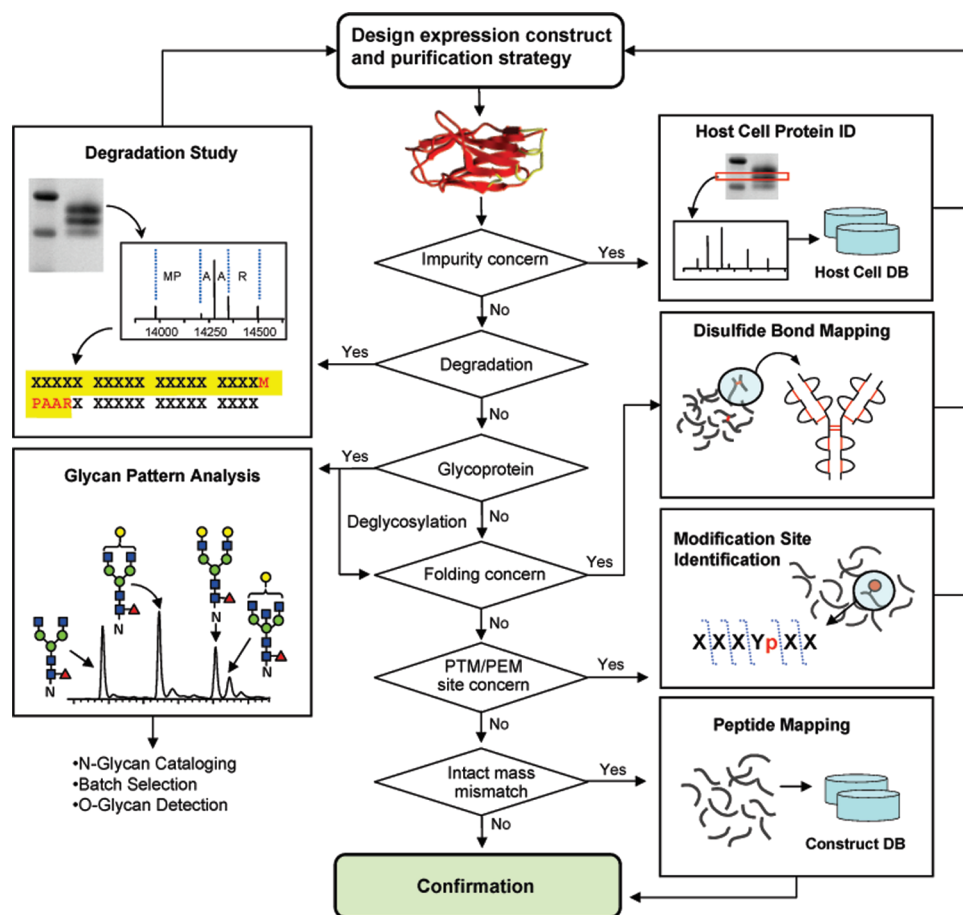 Design expression construct
and purification strategy
Degradation Study
MP
A
A
R
14000
14250
14500
XXXXX XXXXX XXXXX XXXXM
PAARX XXXXX XXXXX XXXX
Host Cell Protein ID
Host Cell DB
Impurity concern
Yes
No
Degradation
Yes
No
Disulfide Bond Mapping
Glycan Pattern Analysis
N
N
N
N
•N-Glycan Cataloging
•Batch Selection
•O-Glycan Detection
Glycoprotein
Yes
No
Deglycosylation
Folding concern
Yes
No
Modification Site
Identification
XXXYpXX
PTM/PEM
site concern
Yes
No
Intact mass
mismatch
Yes
No
Peptide Mapping
Construct DB
Confirmation